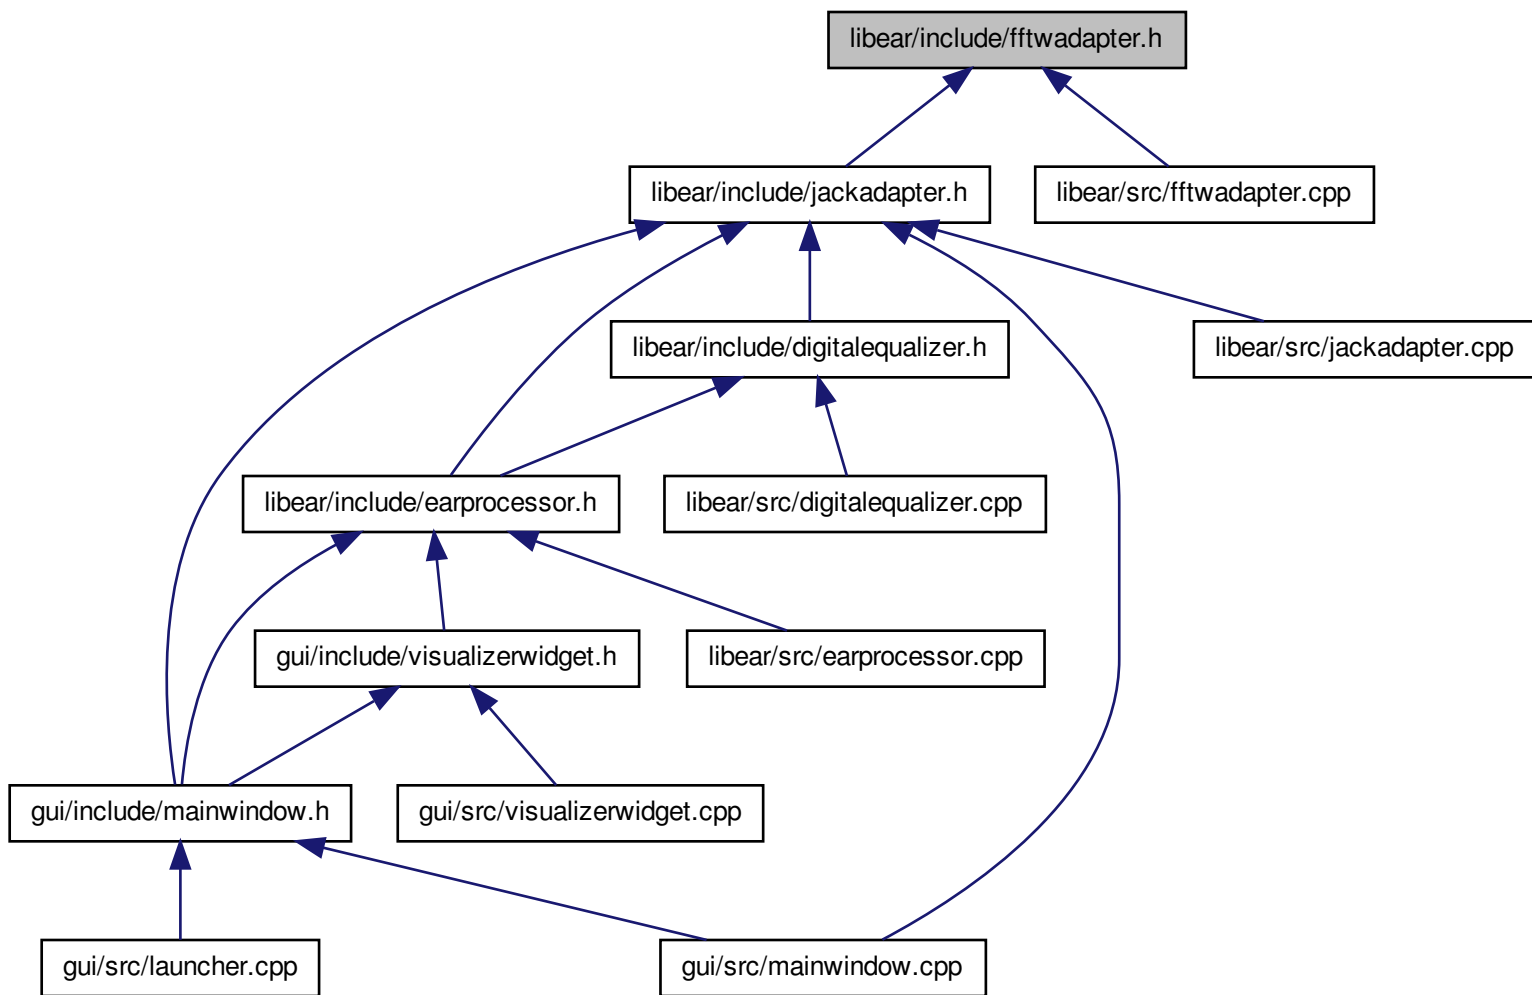 libear/include/fftwadapter.h
libear/include/jackadapter.h
libear/src/fftwadapter.cpp
libear/include/digitalequalizer.h
libear/src/jackadapter.cpp
libear/include/earprocessor.h
libear/src/digitalequalizer.cpp
gui/include/visualizerwidget.h
libear/src/earprocessor.cpp
gui/include/mainwindow.h
gui/src/visualizerwidget.cpp
gui/src/launcher.cpp
gui/src/mainwindow.cpp